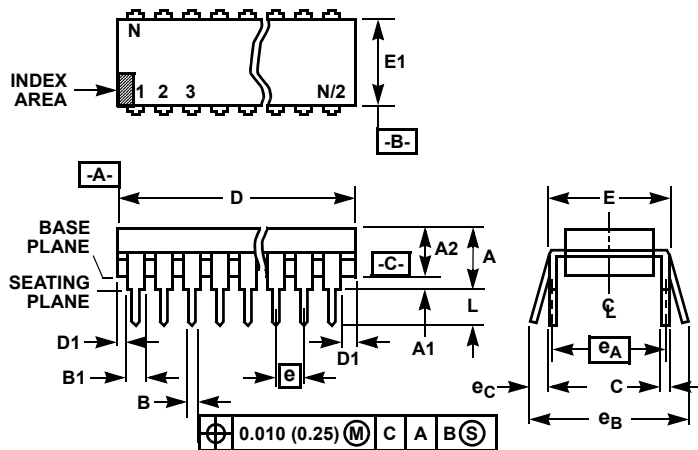 N
INDEX
AREA
1 2 3 N/2
E1
-B-
-A-
D
E
BASE
PLANE
A2
A
-C-
SEATING
PLANE
L
C
L
D1
A1
D1
e
eA
B1
eC
C
B
eB
0.010 (0.25) M C A B S